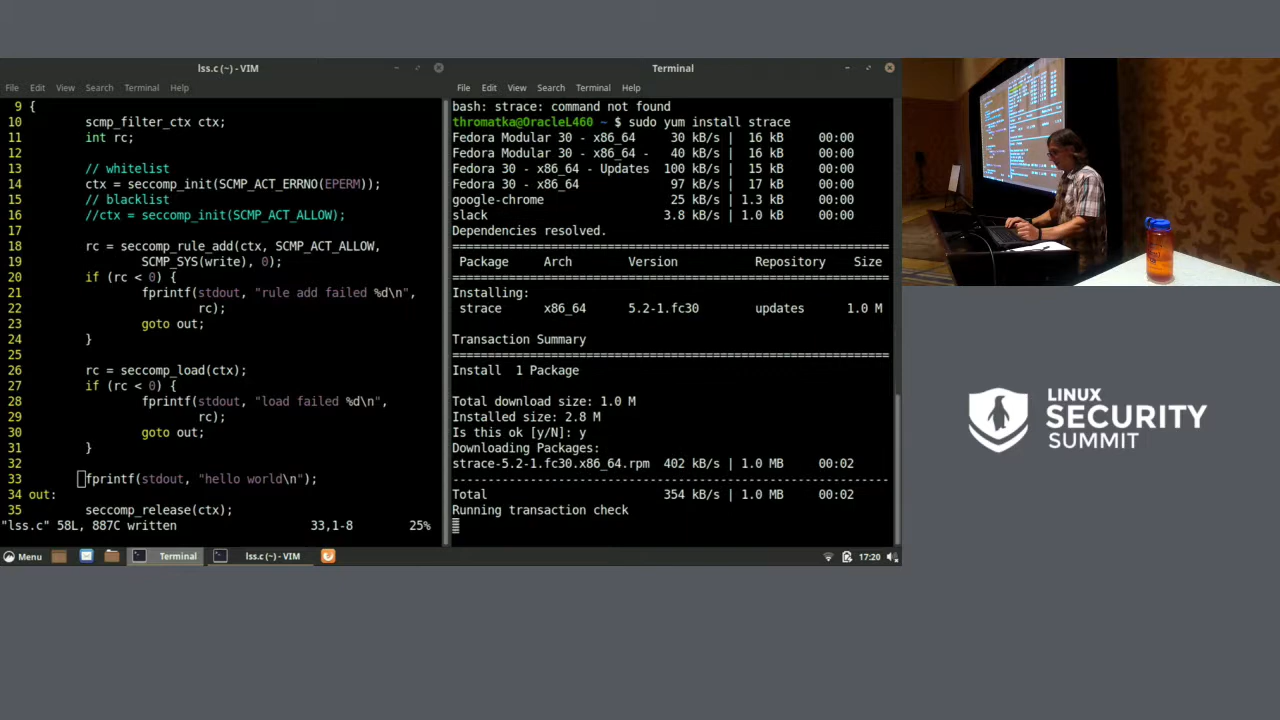 lss.c (~) - VIM
File Edit View Search Terminal Help
9 {
10 scmp_filter_ctx ctx;
11 int rc;
12
13 // whitelist
14 ctx = seccomp_init(SCMP_ACT_ERRNO(EPERM));
15 // blacklist
16 //ctx = seccomp_init(SCMP_ACT_ALLOW);
17
18 rc = seccomp_rule_add(ctx, SCMP_ACT_ALLOW,
19 SCMP_SYS(write), 0);
20 if (rc < 0) {
21 fprintf(stdout, "rule add failed %d\n",
22 rc);
23 goto out;
24 }
25
26 rc = seccomp_load(ctx);
27 if (rc < 0) {
28 fprintf(stdout, "load failed %d\n",
29 rc);
30 goto out;
31 }
32
33 fprintf(stdout, "hello world\n");
34 out:
35 seccomp_release(ctx);
"lss.c" 58L, 887C written 33,1-8 25%
Terminal
File Edit View Search Terminal Help
bash: strace: command not found
thromatka@OracleL460 ~ $ sudo yum install strace
Fedora Modular 30 - x86_64 30 kB/s | 16 kB 00:00
Fedora Modular 30 - x86_64 - 40 kB/s | 16 kB 00:00
Fedora 30 - x86_64 - Updates 100 kB/s | 15 kB 00:00
Fedora 30 - x86_64 97 kB/s | 17 kB 00:00
google-chrome 25 kB/s | 1.3 kB 00:00
slack 3.8 kB/s | 1.0 kB 00:00
Dependencies resolved.
================================================================
Package Arch Version Repository Size
================================================================
Installing:
strace x86_64 5.2-1.fc30 updates 1.0 M
Transaction Summary
================================================================
Install 1 Package
Total download size: 1.0 M
Installed size: 2.8 M
Is this ok [y/N]: y
Downloading Packages:
strace-5.2-1.fc30.x86_64.rpm 402 kB/s | 1.0 MB 00:02
----------------------------------------------------------------
Total 354 kB/s | 1.0 MB 00:02
Running transaction check
Menu Terminal lss.c (~) - VIM 17:20
LINUX
SECURITY
SUMMIT